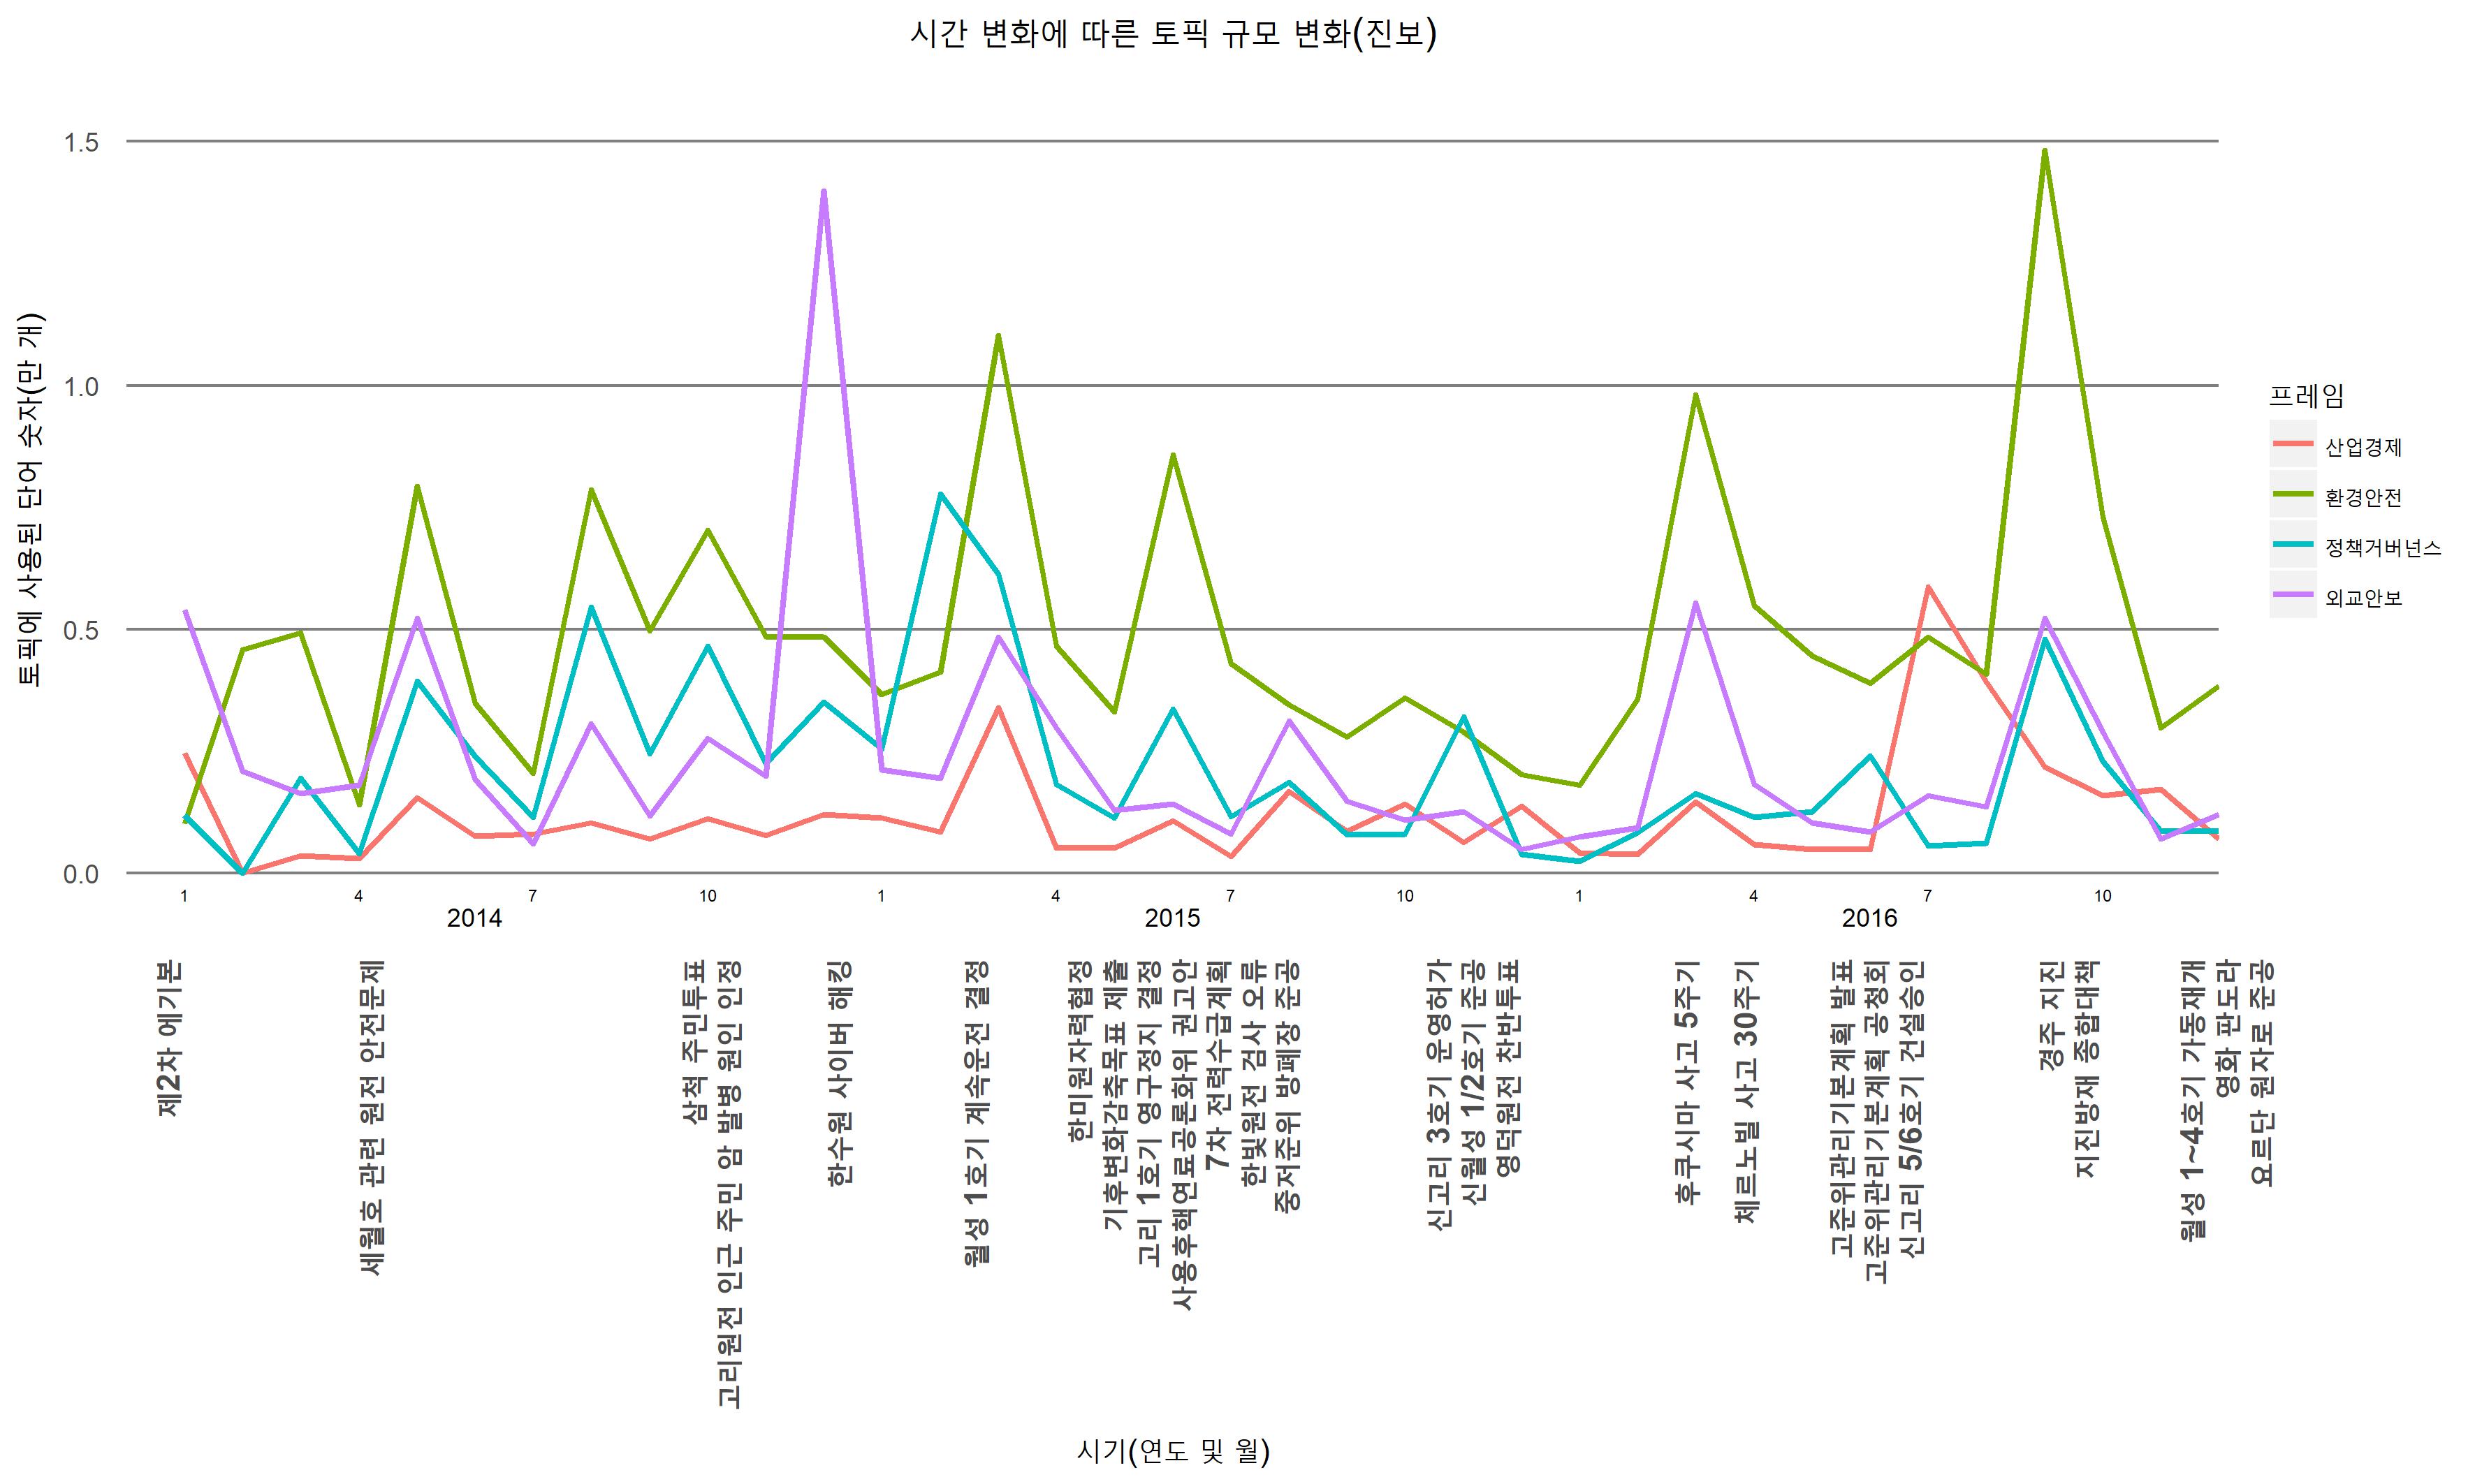 시간 변화에 따른 토픽 규모 변화(진보)
토픽에 사용된 단어 숫자(만 개)
1.5
1.0
0.5
0.0
1 4 7 10 1 4 7 10 1 4 7 10
2014 2015 2016
제2차 에기본
세월호 관련 원전 안전문제
삼척 주민투표
고리원전 인근 주민 암 발병 원인 인정
한수원 사이버 해킹
월성 1호기 계속운전 결정
한미원자력협정
기후변화감축목표 제출
고리 1호기 영구정지 결정
사용후핵연료공론화위 권고안
7차 전력수급계획
한빛원전 검사 오류
중저준위 방폐장 준공
신고리 3호기 운영허가
신월성 1/2호기 준공
영덕원전 찬반투표
후쿠시마 사고 5주기
체르노빌 사고 30주기
고준위관리기본계획 발표
고준위관리기본계획 공청회
신고리 5/6호기 건설승인
경주 지진
지진방재 종합대책
월성 1~4호기 가동재개
영화 판도라
요르단 원자로 준공
시기(연도 및 월)
프레임
산업경제
환경안전
정책거버넌스
외교안보